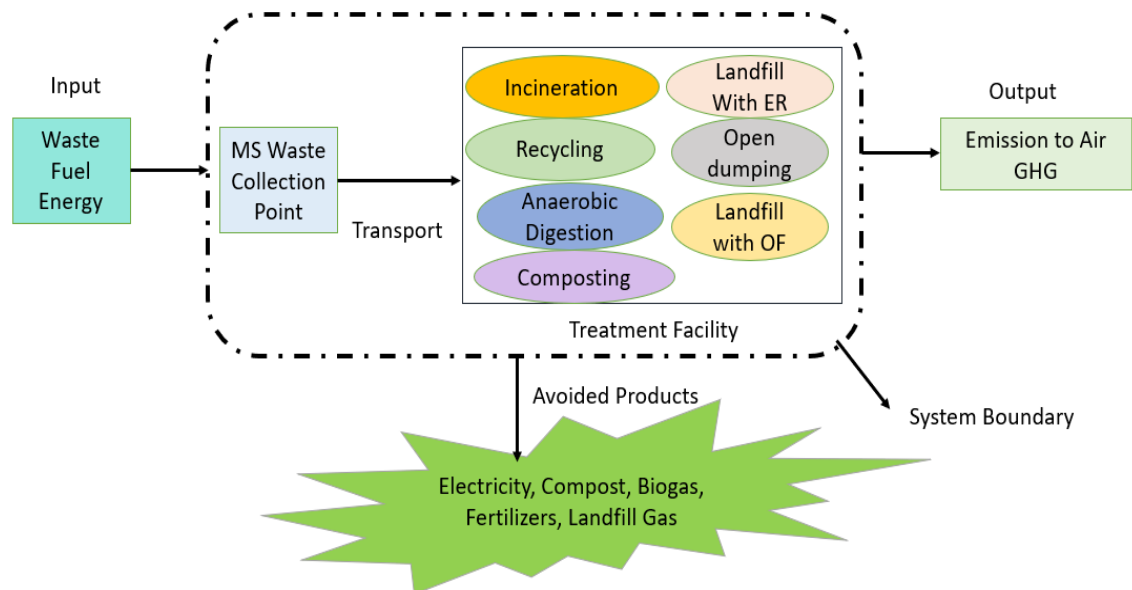 Input
Waste
Fuel
Energy
MS Waste
Collection
Point
Transport
Incineration
Recycling
Anaerobic
Digestion
Composting
Landfill
With ER
Open
dumping
Landfill
with OF
Treatment Facility
Output
Emission to Air
GHG
System Boundary
Avoided Products
Electricity, Compost, Biogas,
Fertilizers, Landfill Gas